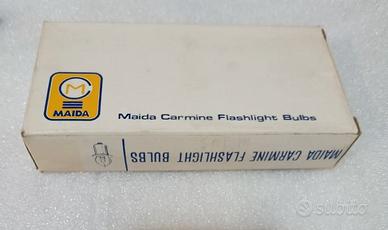 MAIDA
Maida Carmine Flashlight Bulbs
MAIDA CARMINE FLASHLIGHT BULBS
subito